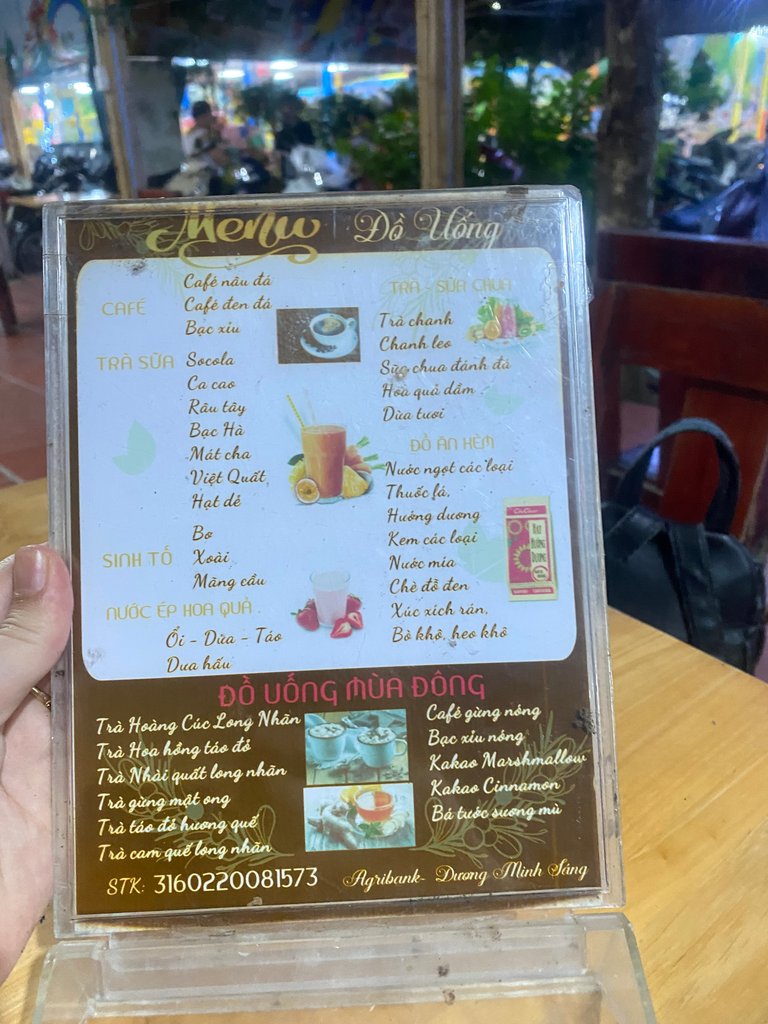 Menu
Đồ Uống
CAFÉ
Café nâu đá
Café đen đá
Bạc xỉu
TRÀ SỮA
Socola
Ca cao
Râu tây
Bạc Hà
Mát cha
Việt Quất
Hạt dẻ
SINH TỐ
Bơ
Xoài
Mãng cầu
NƯỚC ÉP HOA QUẢ
Ổi - Dừa - Táo
Dưa hấu
TRÀ - SỮA CHUA
Trà chanh
Chanh leo
Sữa chua đánh đá
Hoa quả dầm
Dừa tươi
ĐỒ ĂN KÈM
Nước ngọt các loại
Thuốc lá,
Hướng dương
Kem các loại
Nước mía
Chè đỗ đen
Xúc xích rán,
Bò khô, heo khô
HẠT
HƯỚNG
DƯƠNG
ĐỒ UỐNG MÙA ĐÔNG
Trà Hoàng Cúc Long Nhãn
Trà Hoa hồng táo đỏ
Trà Nhài quất long nhãn
Trà gừng mật ong
Trà táo đỏ hương quế
Trà cam quế long nhãn
Café gừng nóng
Bạc xỉu nóng
Kakao Marshmallow
Kakao Cinnamon
Bá tước sương mù
STK: 3160220081573 Agribank- Dương Minh Sáng